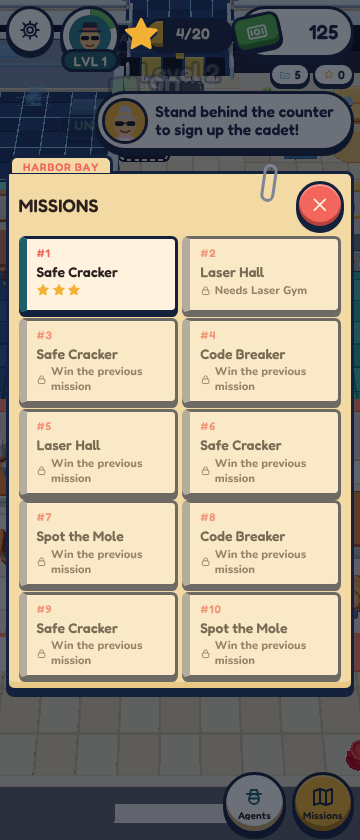 4/20
125
LVL 1
Level 2
5
0
UN
Stand behind the counter
to sign up the cadet!
HARBOR BAY
MISSIONS
#1
Safe Cracker
#2
Laser Hall
Needs Laser Gym
#3
Safe Cracker
Win the previous
mission
#4
Code Breaker
Win the previous
mission
#5
Laser Hall
Win the previous
mission
#6
Safe Cracker
Win the previous
mission
#7
Spot the Mole
Win the previous
mission
#8
Code Breaker
Win the previous
mission
#9
Safe Cracker
Win the previous
mission
#10
Spot the Mole
Win the previous
mission
Agents
Missions